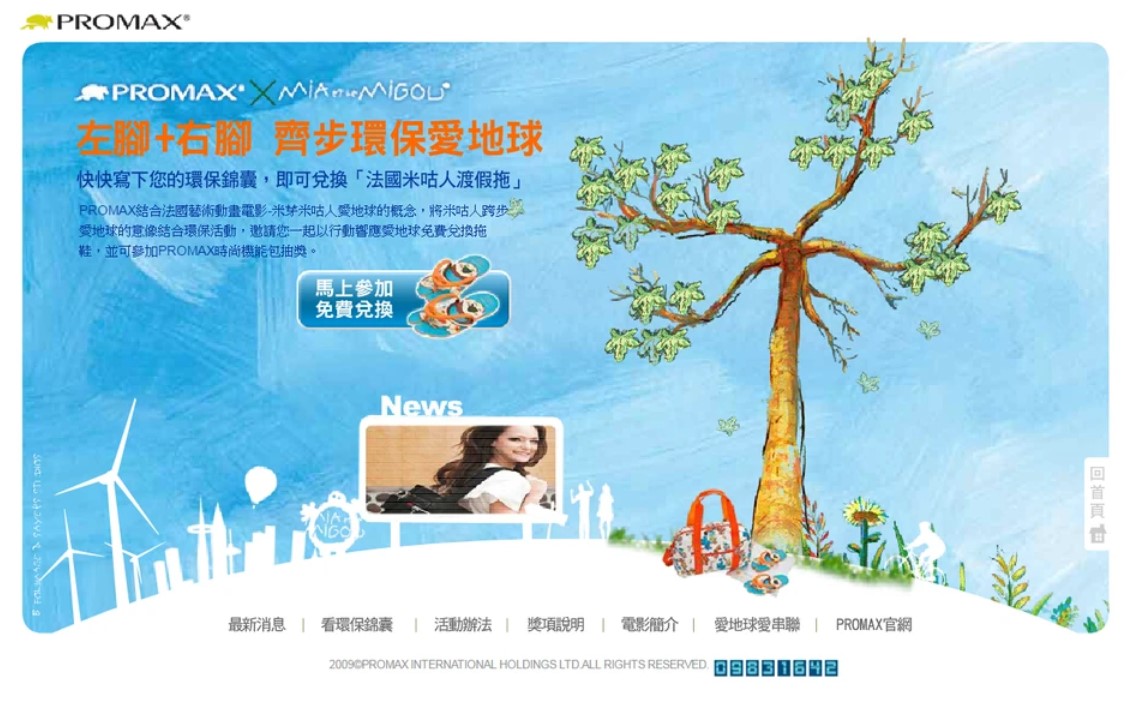 PROMAX®
PROMAX® X MIA et le MIGOU
左腳+右腳 齊步環保愛地球
快快寫下您的環保錦囊，即可兌換「法國米咕人渡假拖」
PROMAX結合法國藝術動畫電影-米芽米咕人愛地球的概念，將米咕人跨步
愛地球的意像結合環保活動，邀請您一起以行動響應愛地球免費兌換拖
鞋，並可參加PROMAX時尚機能包抽獎。
馬上參加
免費兌換
News
MIA et le MIGOU
回首頁
最新消息 | 看環保錦囊 | 活動辦法 | 獎項說明 | 電影簡介 | 愛地球愛串聯 | PROMAX官網
2009©PROMAX INTERNATIONAL HOLDINGS LTD.ALL RIGHTS RESERVED. 09831642